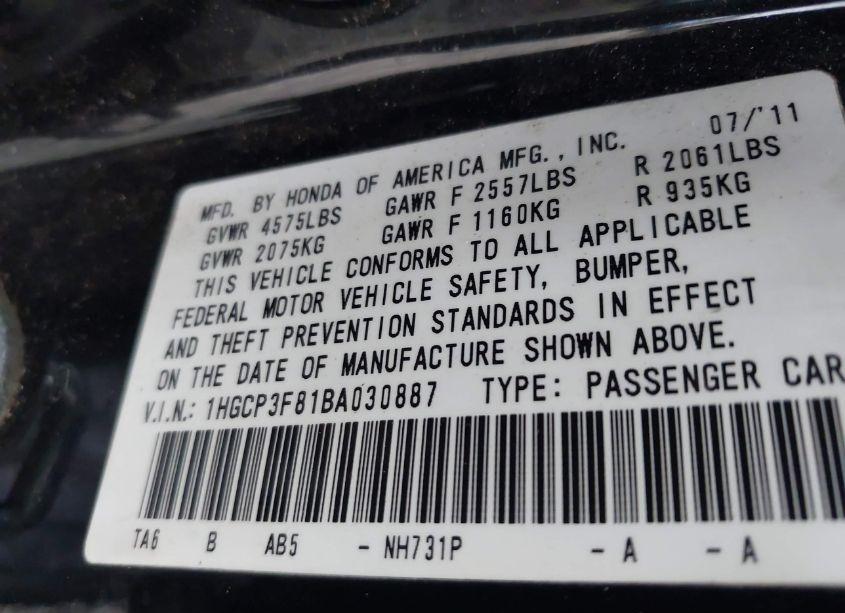 MFD. BY HONDA OF AMERICA MFG., INC. 07/'11
GVWR 4575LBS GAWR F 2557LBS R 2061LBS
GVWR 2075KG GAWR F 1160KG R 935KG
THIS VEHICLE CONFORMS TO ALL APPLICABLE
FEDERAL MOTOR VEHICLE SAFETY, BUMPER,
AND THEFT PREVENTION STANDARDS IN EFFECT
ON THE DATE OF MANUFACTURE SHOWN ABOVE.
V.I.N.: 1HGCP3F81BA030887 TYPE: PASSENGER CAR
TA6 B AB5 - NH731P - A - A